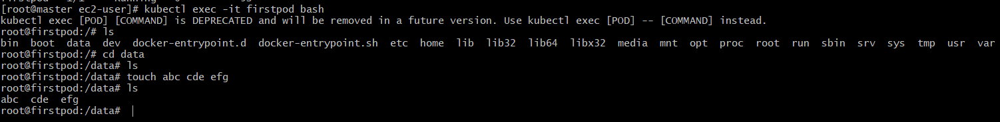 [root@master ec2-user]# kubectl exec -it firstpod bash
kubectl exec [POD] [COMMAND] is DEPRECATED and will be removed in a future version. Use kubectl exec [POD] -- [COMMAND] instead.
root@firstpod:/# ls
bin  boot  data  dev  docker-entrypoint.d  docker-entrypoint.sh  etc  home  lib  lib32  lib64  libx32  media  mnt  opt  proc  root  run  sbin  srv  sys  tmp  usr  var
root@firstpod:/# cd data
root@firstpod:/data# ls
root@firstpod:/data# touch abc cde efg
root@firstpod:/data# ls
abc  cde  efg
root@firstpod:/data#